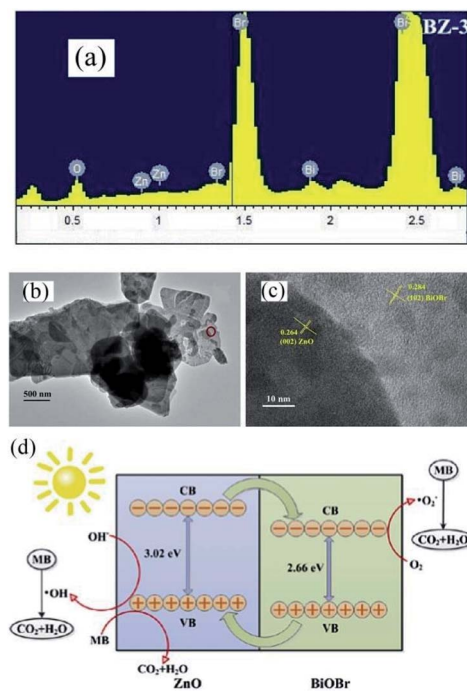 (a)
BZ-3
Br
Bi
O
Zn
Zn
Br
Bi
Bi
0.5
1
1.5
2
2.5
(b)
500 nm
(c)
0.284
(102) BiOBr
0.264
(002) ZnO
10 nm
(d)
CB
OH⁻
3.02 eV
MB
•OH
CO₂+H₂O
VB
MB
CO₂+H₂O
ZnO
CB
2.66 eV
VB
BiOBr
MB
•O₂⁻
CO₂+H₂O
O₂